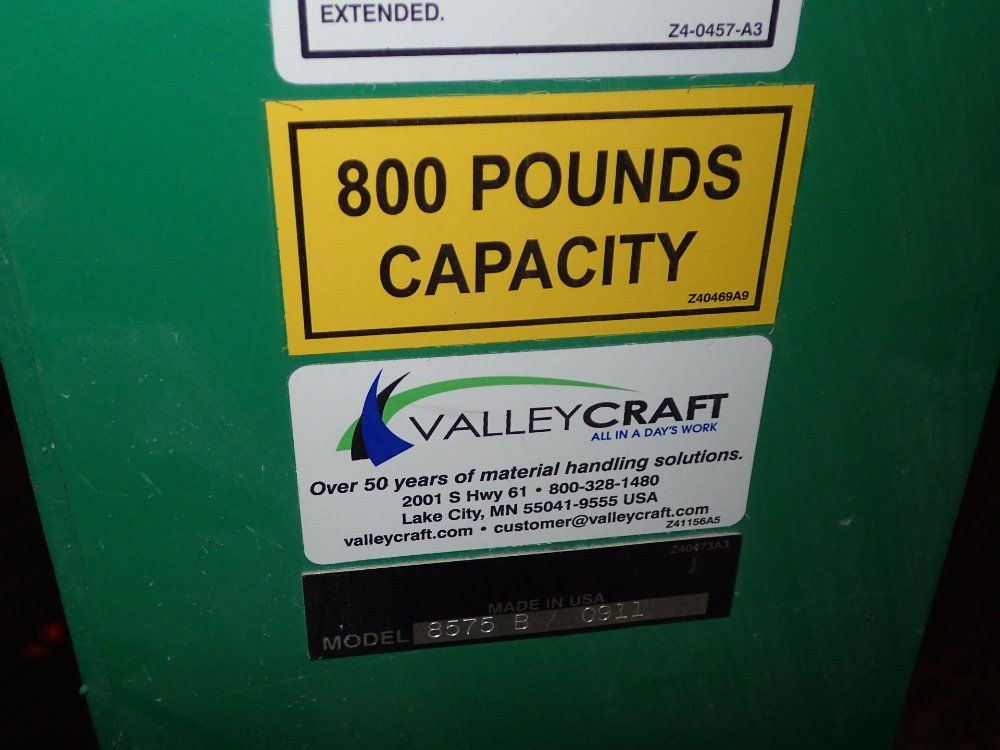 EXTENDED.
Z4-0457-A3
800 POUNDS
CAPACITY
Z40469A9
VALLEYCRAFT
ALL IN A DAY'S WORK
Over 50 years of material handling solutions.
2001 S Hwy 61 • 800-328-1480
Lake City, MN 55041-9555 USA
valleycraft.com • customer@valleycraft.com
Z41156A5
Z40473A3
MADE IN USA
MODEL 8575 B / 0911